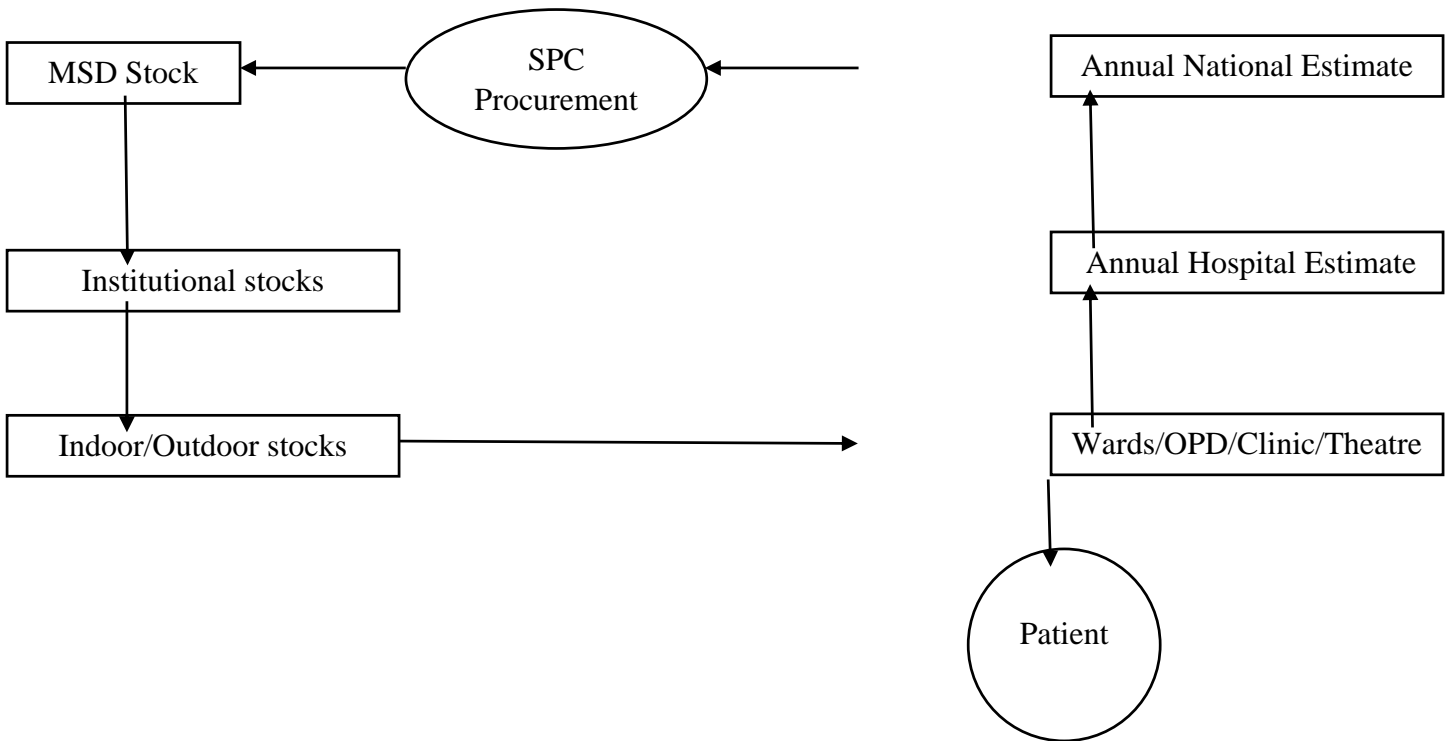 MSD Stock
SPC
Procurement
Annual National Estimate
Institutional stocks
Annual Hospital Estimate
Indoor/Outdoor stocks
Wards/OPD/Clinic/Theatre
Patient